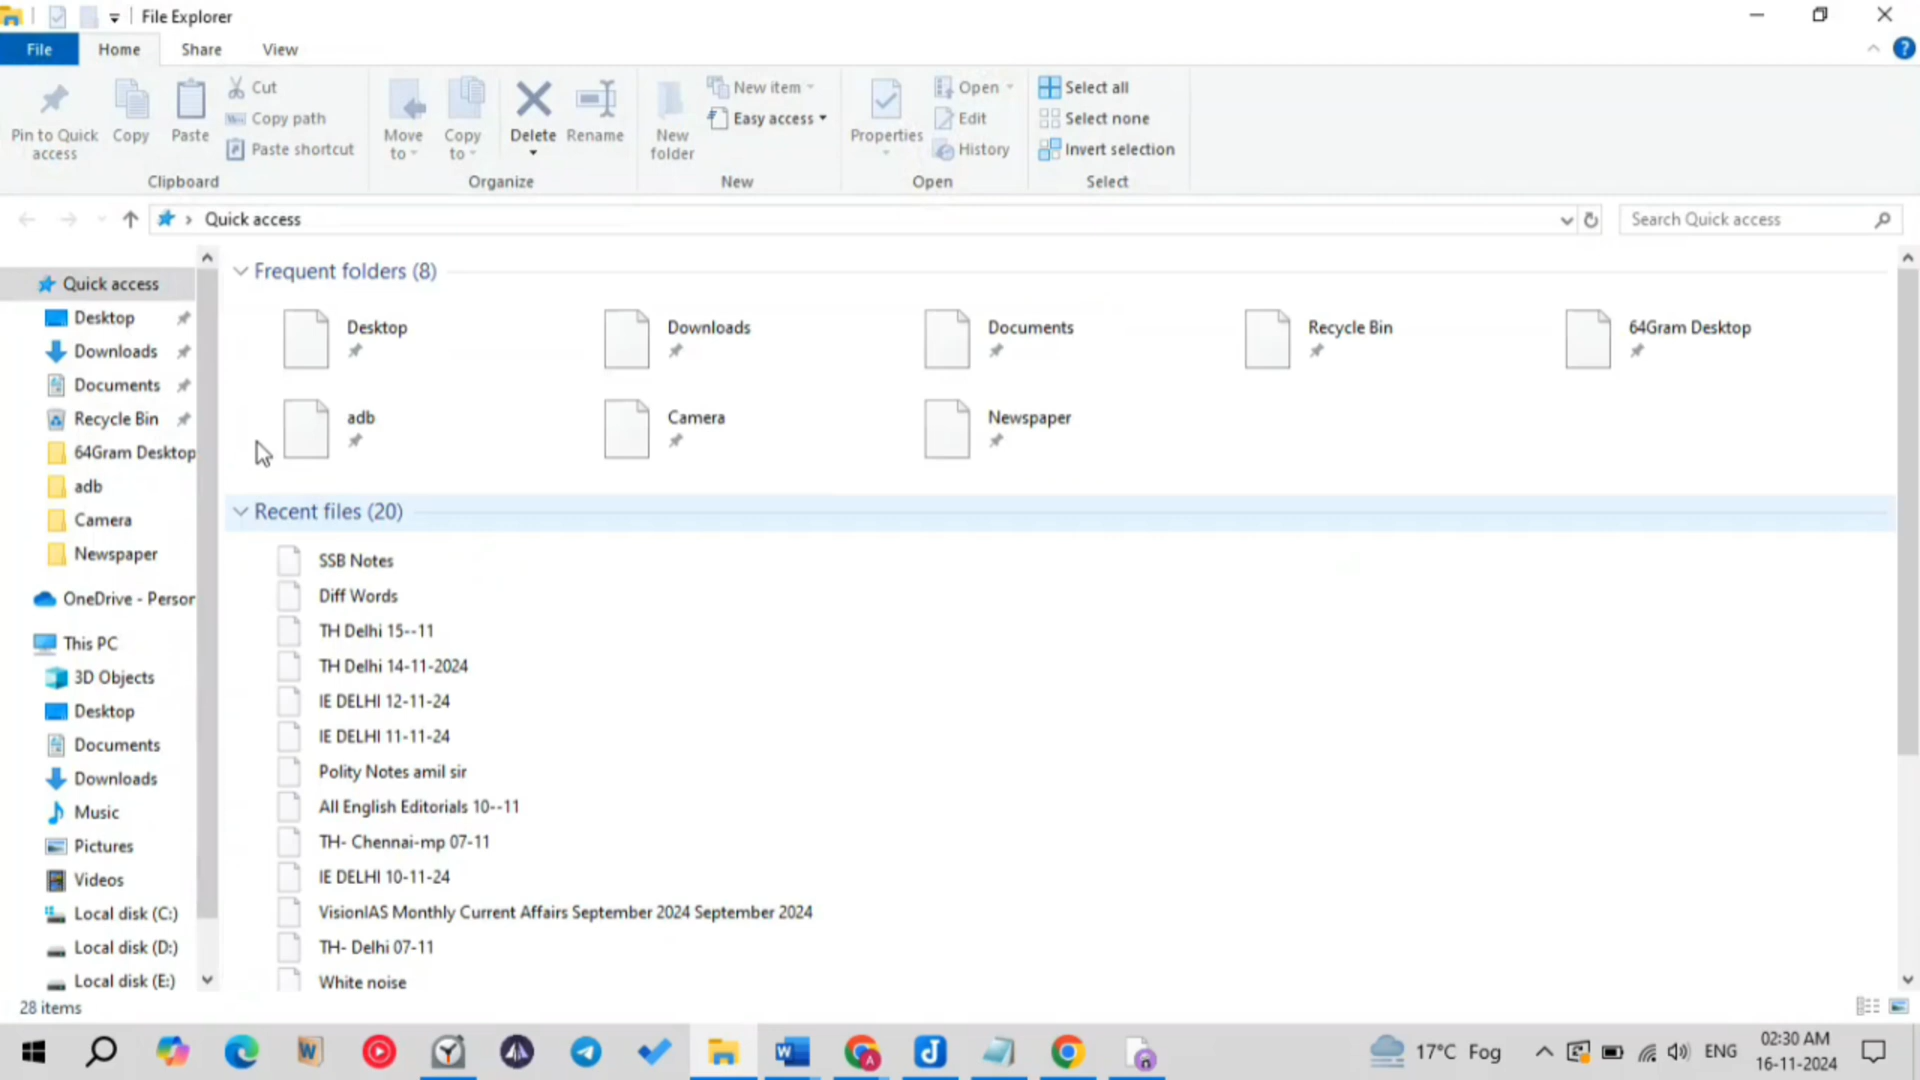 File Explorer
File Home Share View
Pin to Quick access
Copy
Paste
Cut
Copy path
Paste shortcut
Clipboard
Move to
Copy to
Delete
Rename
Organize
New folder
New item
Easy access
New
Properties
Open
Edit
History
Open
Select all
Select none
Invert selection
Select
Quick access
Search Quick access
Quick access
Desktop
Downloads
Documents
Recycle Bin
64Gram Desktop
adb
Camera
Newspaper
OneDrive - Person
This PC
3D Objects
Desktop
Documents
Downloads
Music
Pictures
Videos
Local disk (C:)
Local disk (D:)
Local disk (E:)
Frequent folders (8)
Desktop
Downloads
Documents
Recycle Bin
64Gram Desktop
adb
Camera
Newspaper
Recent files (20)
SSB Notes
Diff Words
TH Delhi 15--11
TH Delhi 14-11-2024
IE DELHI 12-11-24
IE DELHI 11-11-24
Polity Notes amil sir
All English Editorials 10--11
TH- Chennai-mp 07-11
IE DELHI 10-11-24
VisionIAS Monthly Current Affairs September 2024 September 2024
TH- Delhi 07-11
White noise
28 items
17°C Fog
ENG
02:30 AM
16-11-2024